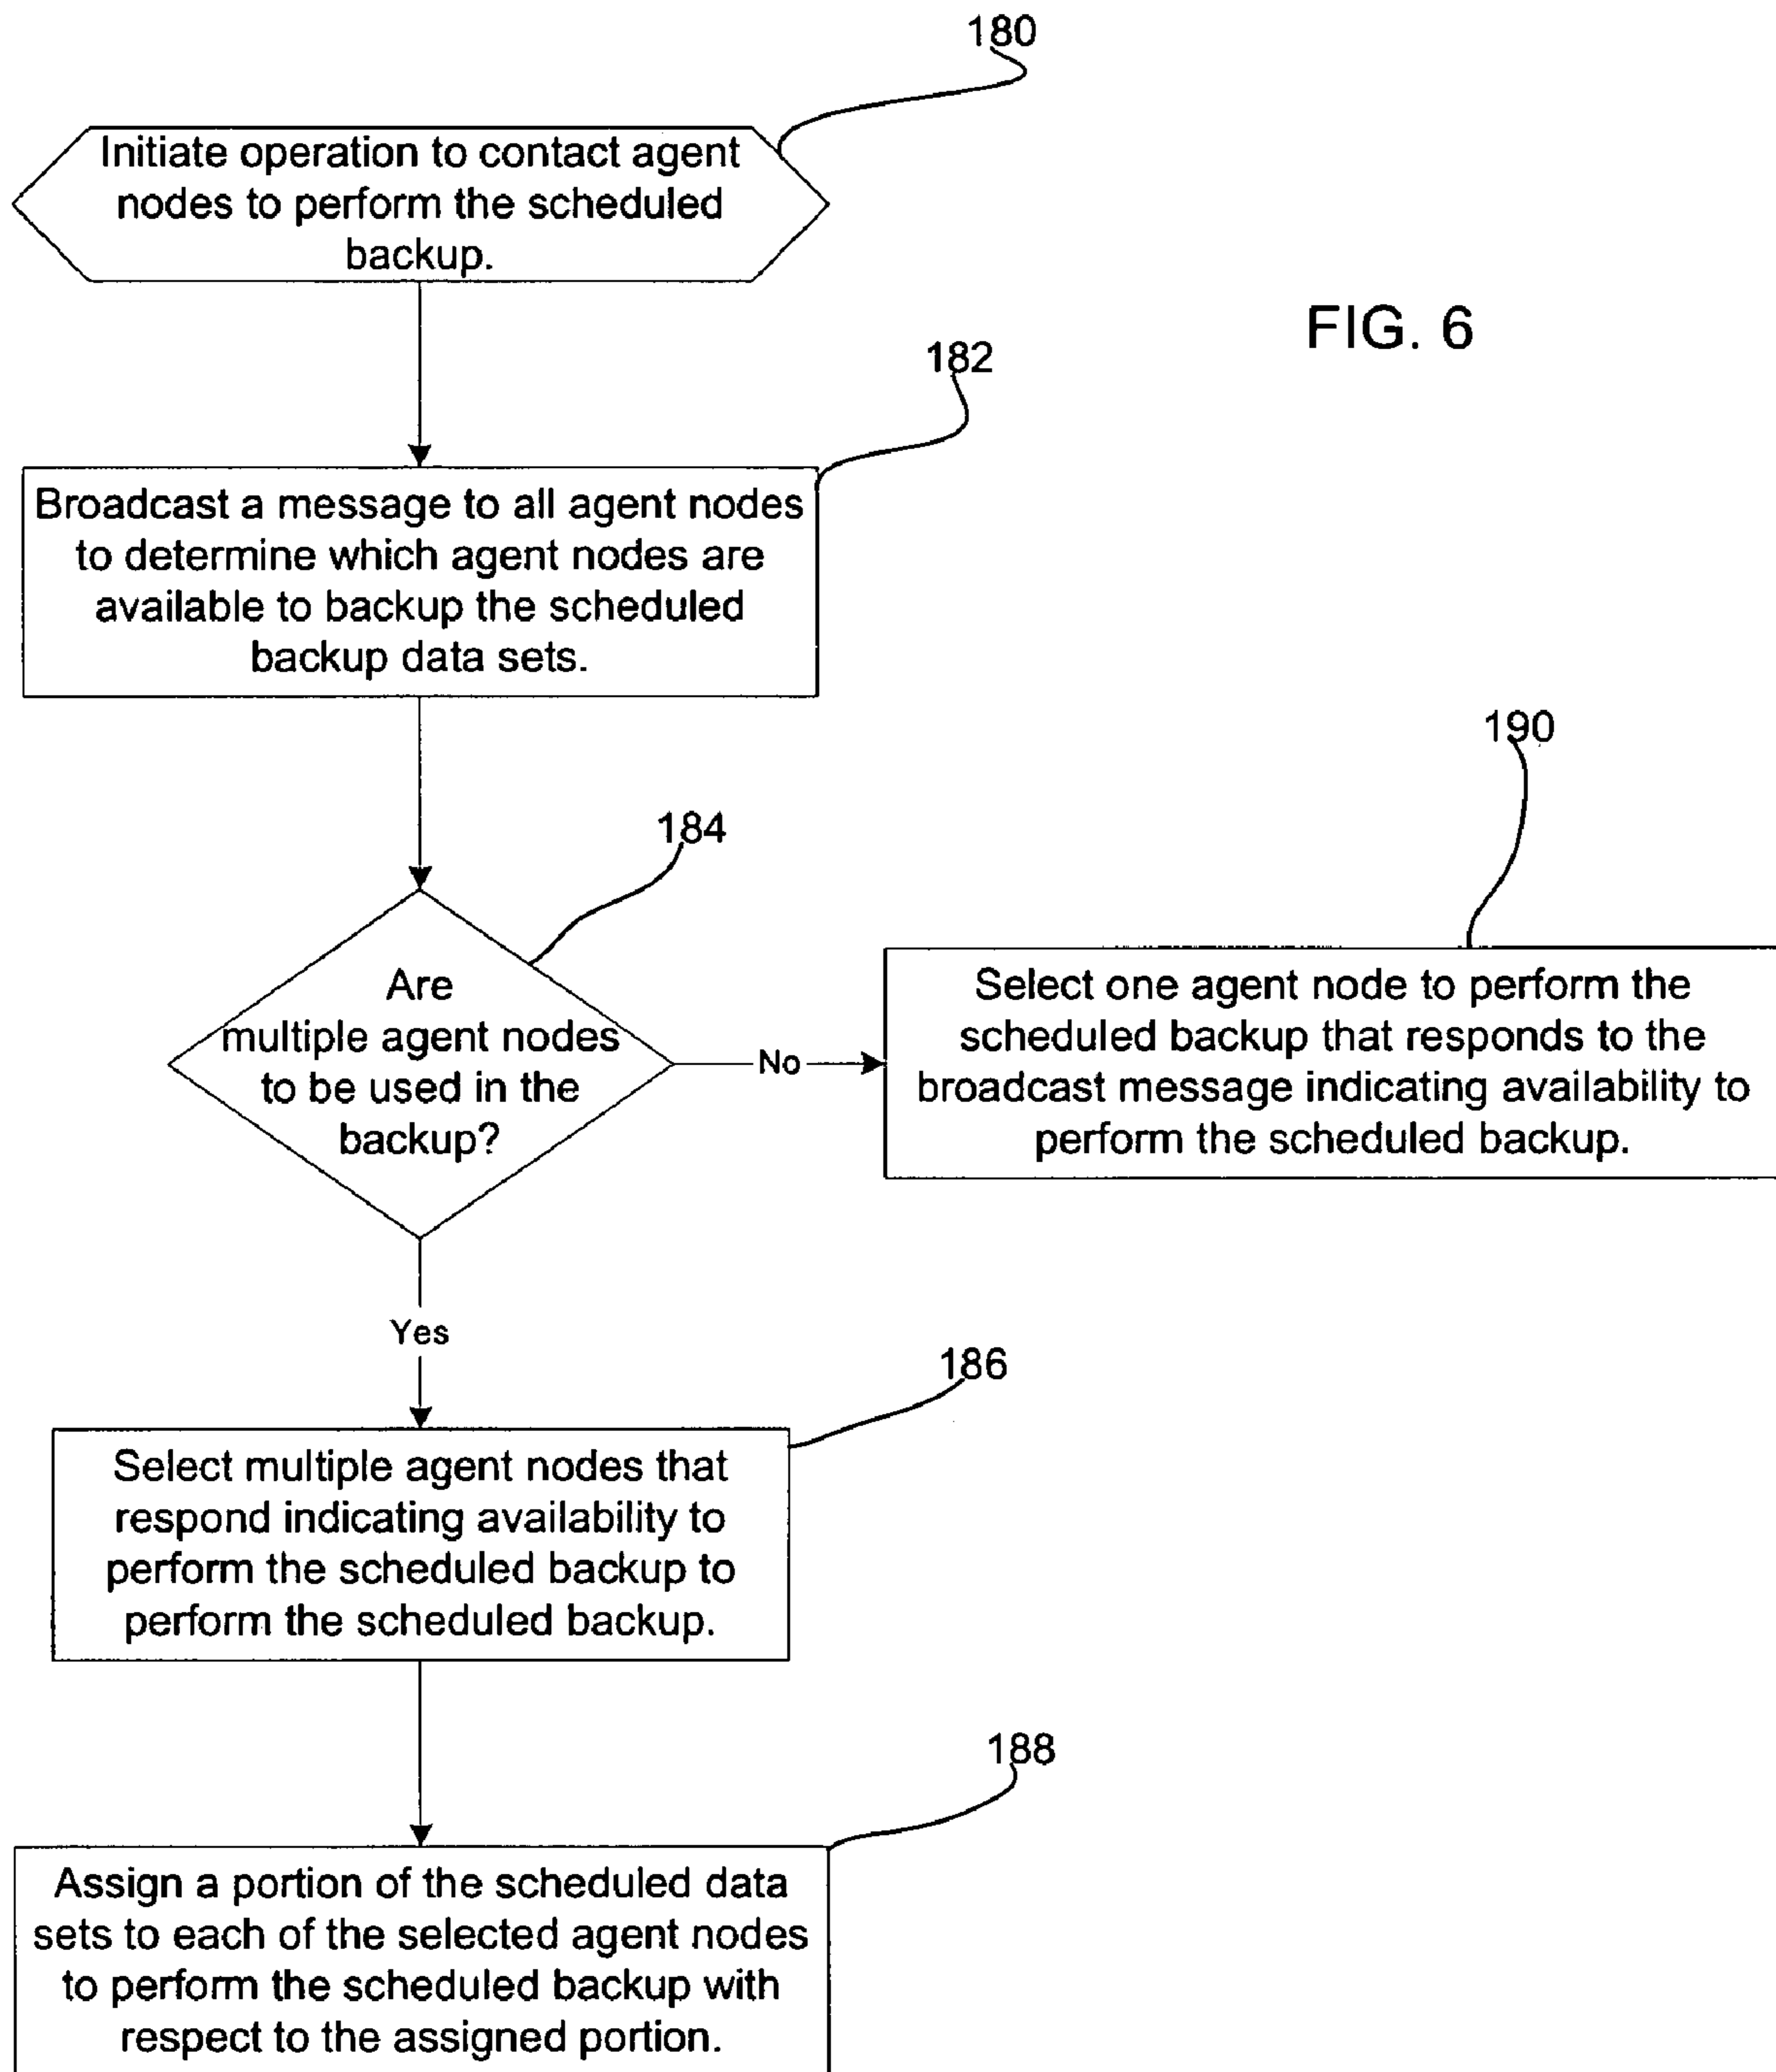 180
Initiate operation to contact agent
nodes to perform the scheduled
backup.
FIG. 6
182
Broadcast a message to all agent nodes
to determine which agent nodes are
available to backup the scheduled
backup data sets.
184
Are
multiple agent nodes
to be used in the
backup?
No
190
Select one agent node to perform the
scheduled backup that responds to the
broadcast message indicating availability to
perform the scheduled backup.
Yes
186
Select multiple agent nodes that
respond indicating availability to
perform the scheduled backup to
perform the scheduled backup.
188
Assign a portion of the scheduled data
sets to each of the selected agent nodes
to perform the scheduled backup with
respect to the assigned portion.